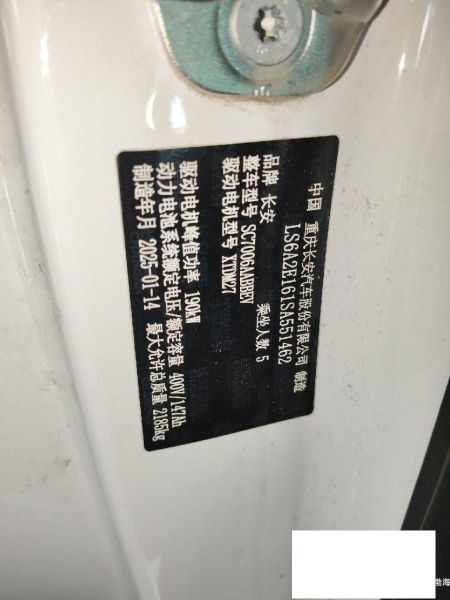 中国 重庆长安汽车股份有限公司 制造
LS6A2E161SA551462
品牌 长安
整车型号 SC7006AABBEV 乘坐人数 5
驱动电机型号 XTDM27
驱动电机峰值功率 190kW
动力电池系统额定电压/额定容量 400V/147Ah
制造年月 2025-01-14 最大允许总质量 2185kg
渤海